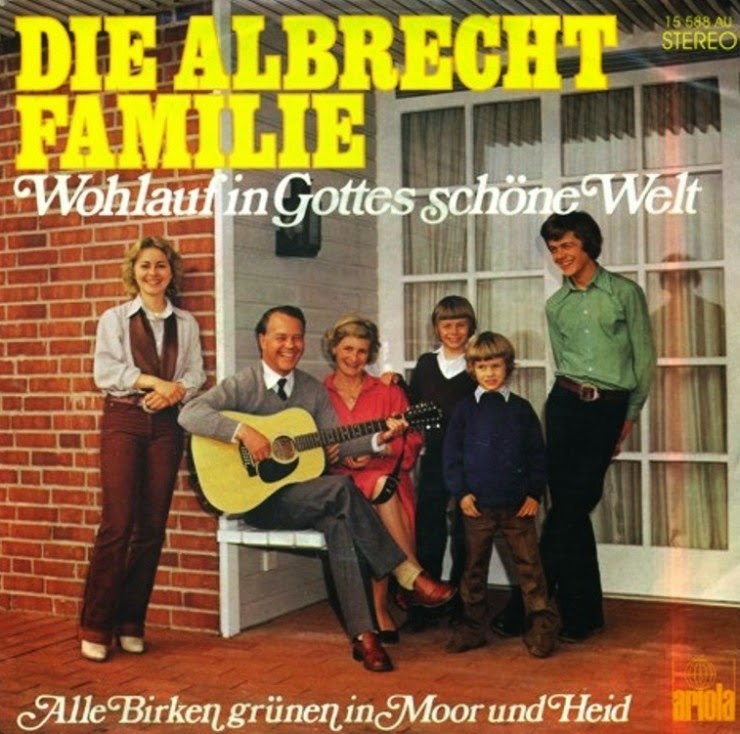 DIE ALBRECHT
FAMILIE
15 588 AU
STEREO
Wohlauf in Gottes schöne Welt
Alle Birken grünen in Moor und Heid
ariola